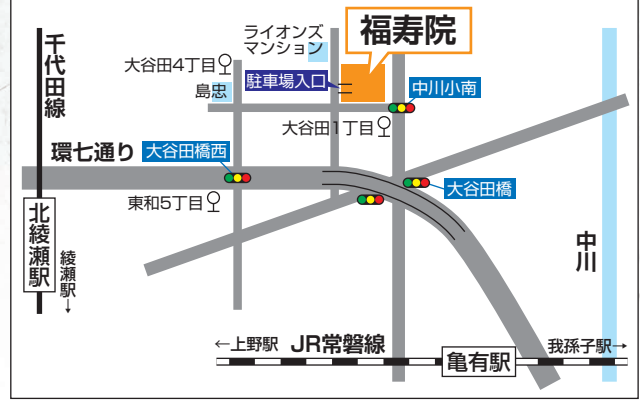 千代田線
ライオンズ
マンション
福寿院
大谷田4丁目
島忠
駐車場入口
中川小南
大谷田1丁目
環七通り
大谷田橋西
大谷田橋
東和5丁目
北綾瀬駅
綾瀬駅→
中川
←上野駅
JR常磐線
亀有駅
我孫子駅→